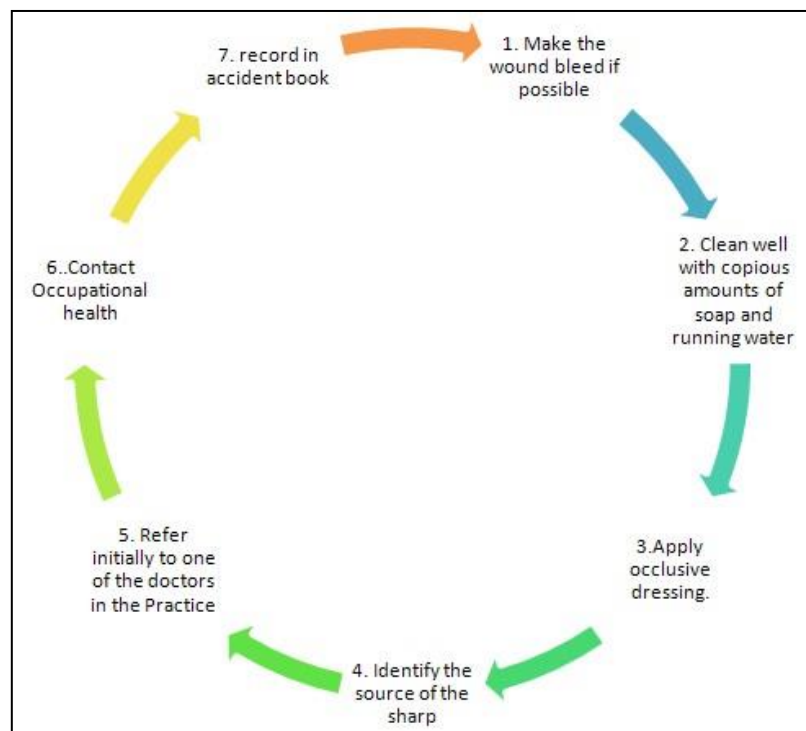 1. Make the
wound bleed if
possible
2. Clean well
with copious
amounts of
soap and
running water
3.Apply
occlusive
dressing.
4. Identify the
source of the
sharp
5. Refer
initially to one
of the doctors
in the Practice
6..Contact
Occupational
health
7. record in
accident book